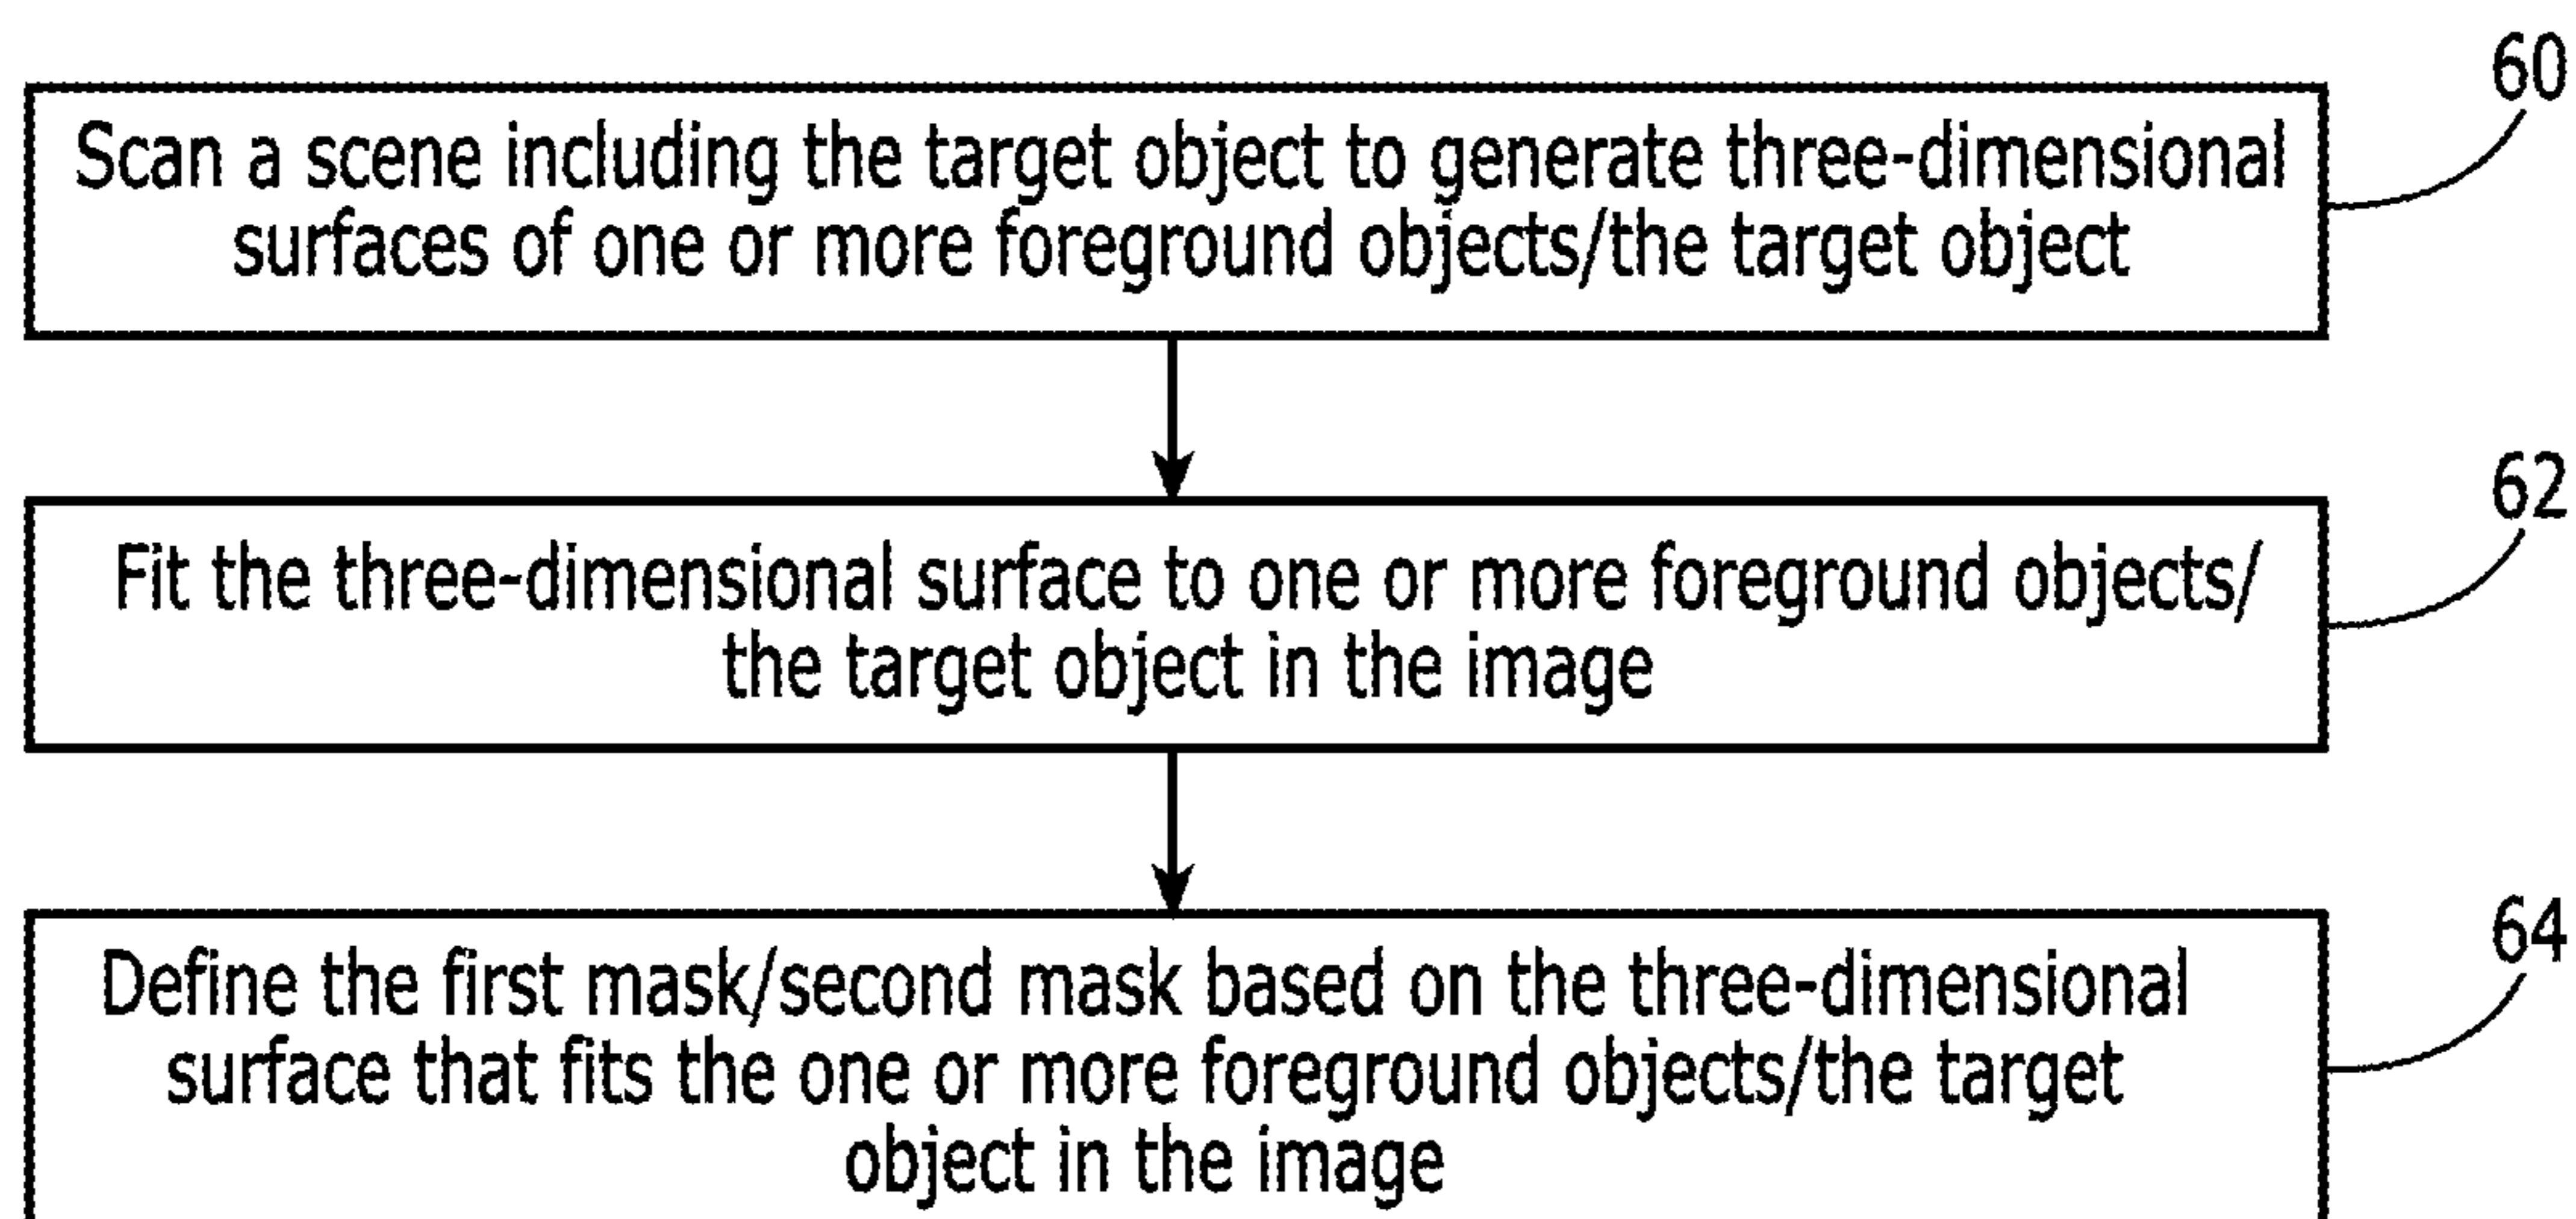 60
Scan a scene including the target object to generate three-dimensional
surfaces of one or more foreground objects/the target object
62
Fit the three-dimensional surface to one or more foreground objects/
the target object in the image
64
Define the first mask/second mask based on the three-dimensional
surface that fits the one or more foreground objects/the target
object in the image